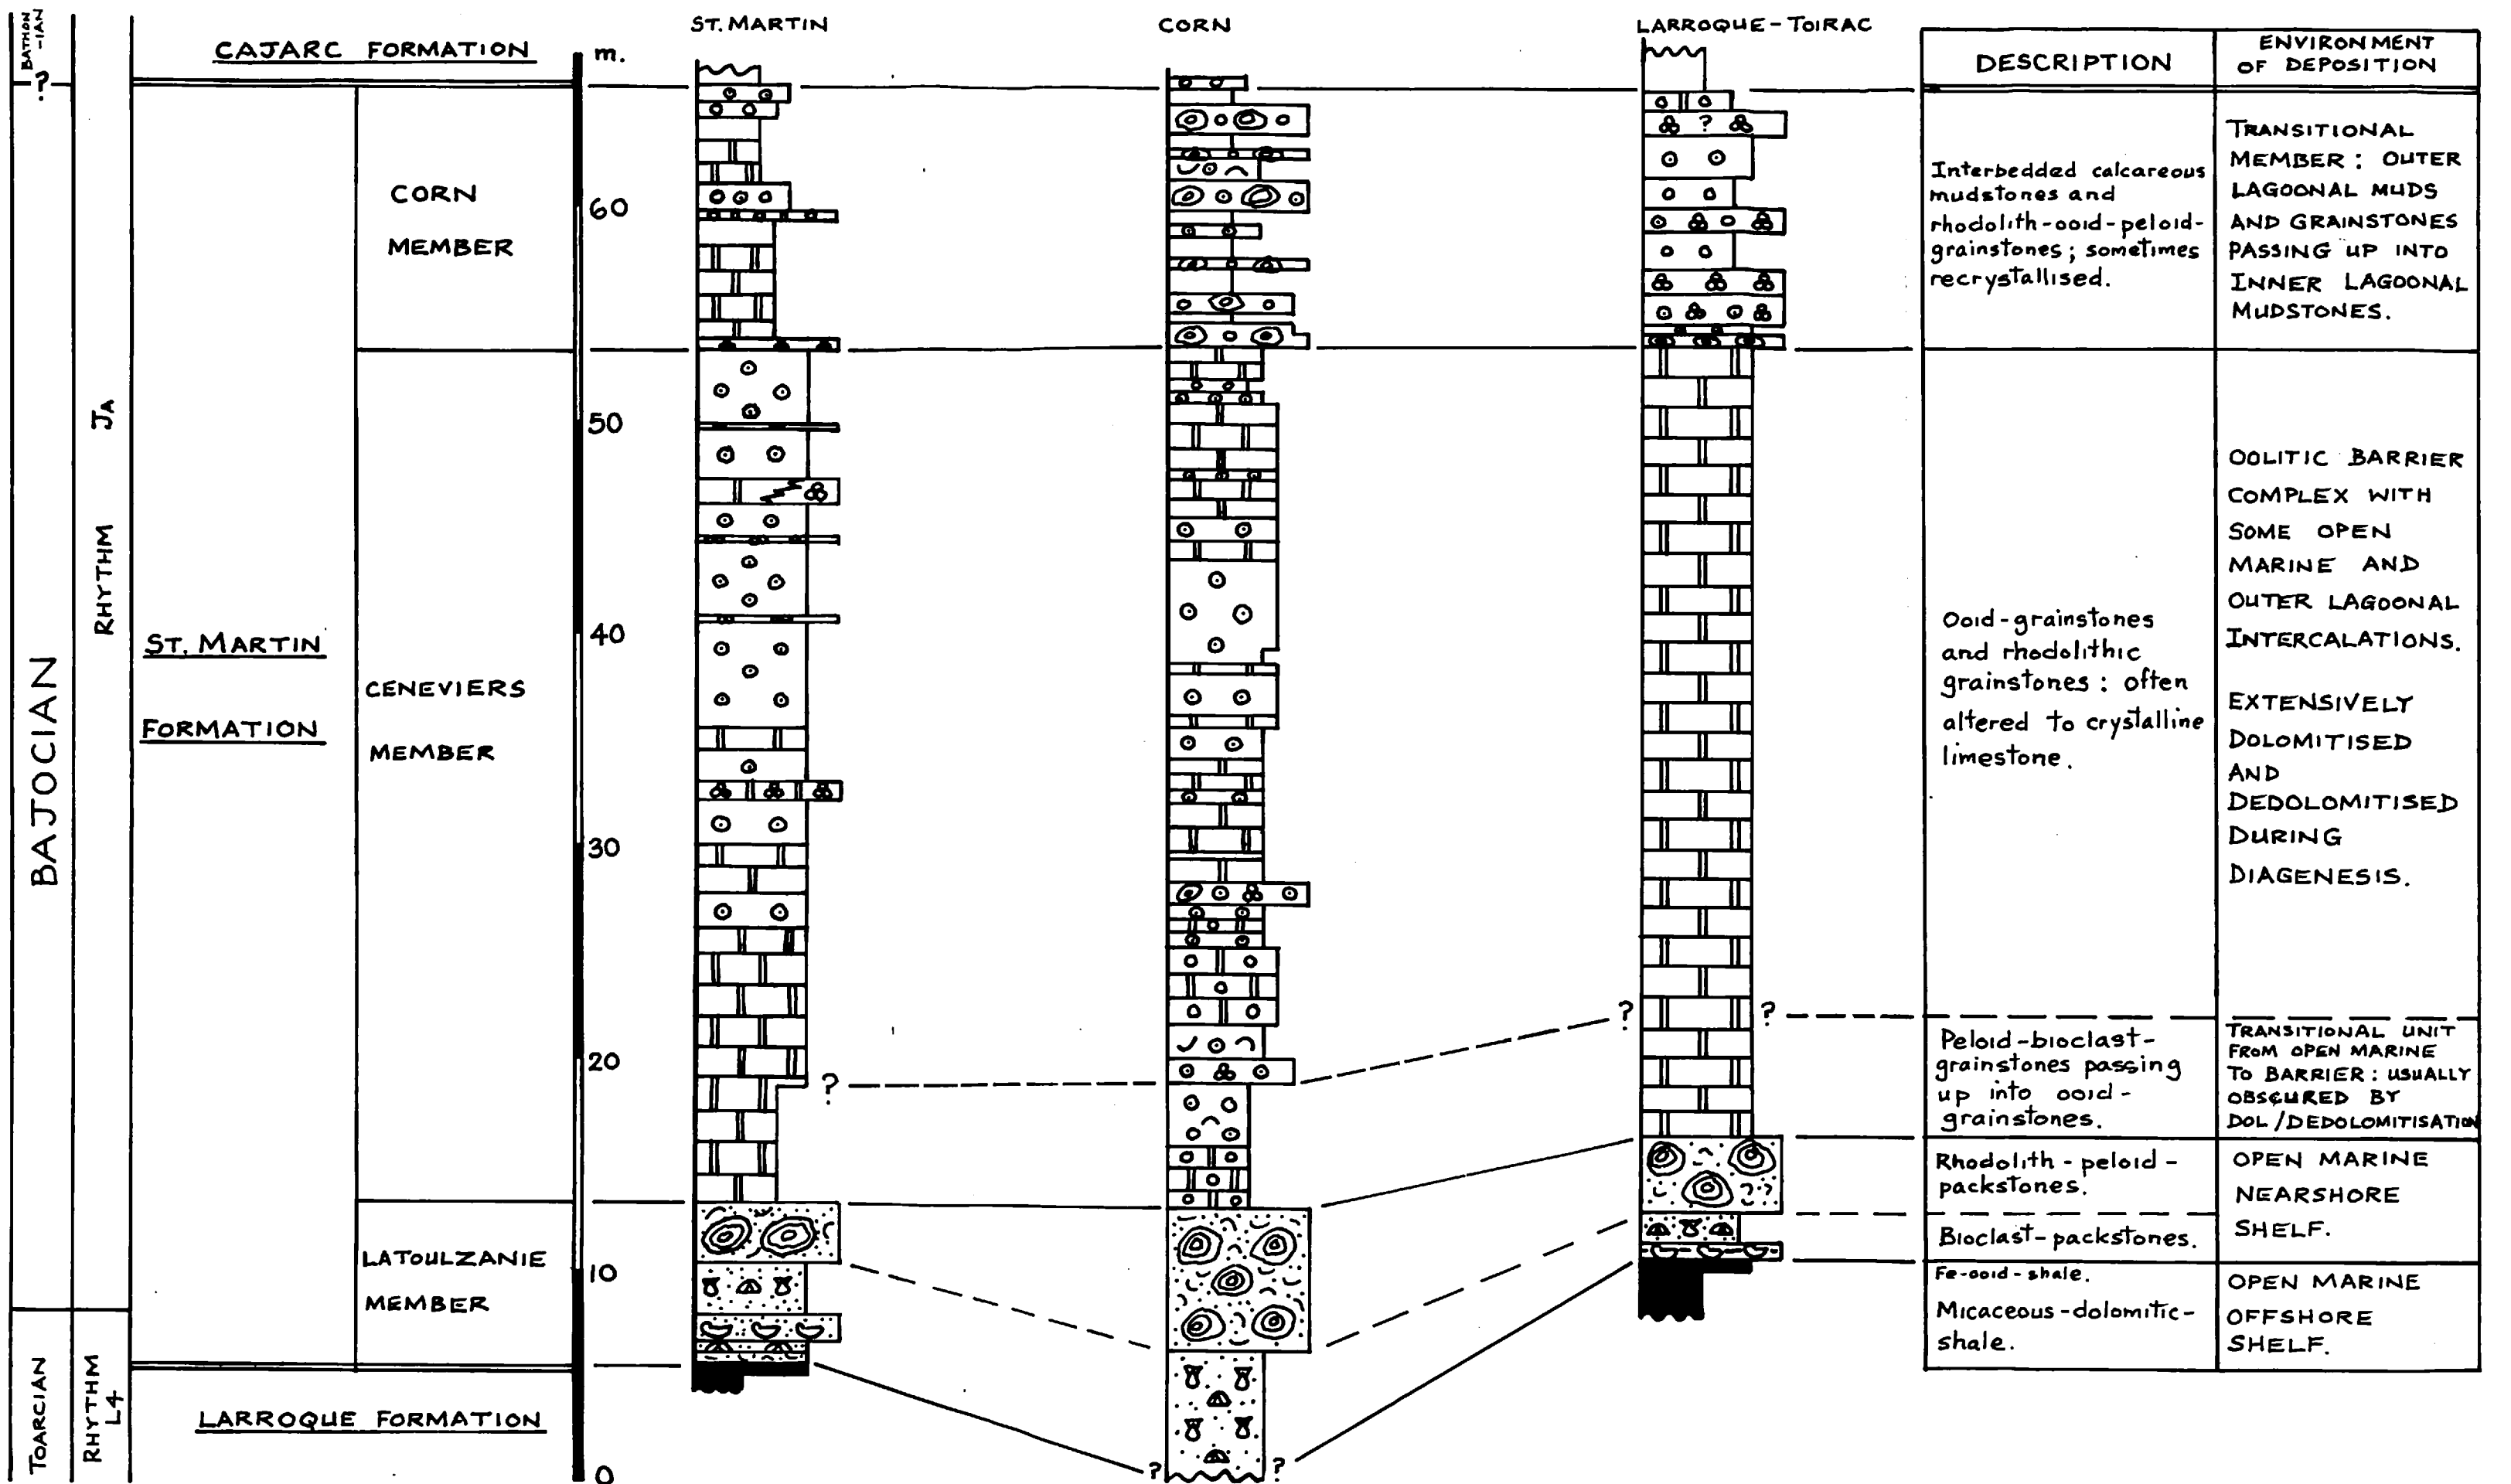 BATHON
-IAN
?
BAJOCIAN
TOARCIAN
RHYTHM JA
RHYTHM
L4
CAJARC FORMATION
ST. MARTIN
FORMATION
LARROQUE FORMATION
CORN
MEMBER
CENEVIERS
MEMBER
LATOULZANIE
MEMBER
m.
60
50
40
30
20
10
0
ST. MARTIN
?
CORN
?
?
LARROQUE-TOIRAC
?
?
?
DESCRIPTION
Interbedded calcareous
mudstones and
rhodolith-ooid-peloid-
grainstones; sometimes
recrystallised.
Ooid-grainstones
and rhodolithic
grainstones: often
altered to crystalline
limestone.
Peloid-bioclast-
grainstones passing
up into ooid-
grainstones.
Rhodolith-peloid-
packstones.
Bioclast-packstones.
Fe-ooid-shale.
Micaceous-dolomitic-
shale.
ENVIRONMENT
OF DEPOSITION
TRANSITIONAL
MEMBER: OUTER
LAGOONAL MUDS
AND GRAINSTONES
PASSING UP INTO
INNER LAGOONAL
MUDSTONES.
OOLITIC BARRIER
COMPLEX WITH
SOME OPEN
MARINE AND
OUTER LAGOONAL
INTERCALATIONS.
EXTENSIVELY
DOLOMITISED
AND
DEDOLOMITISED
DURING
DIAGENESIS.
TRANSITIONAL UNIT
FROM OPEN MARINE
TO BARRIER: USUALLY
OBSCURED BY
DOL/DEDOLOMITISATION
OPEN MARINE
NEARSHORE
SHELF.
OPEN MARINE
OFFSHORE
SHELF.